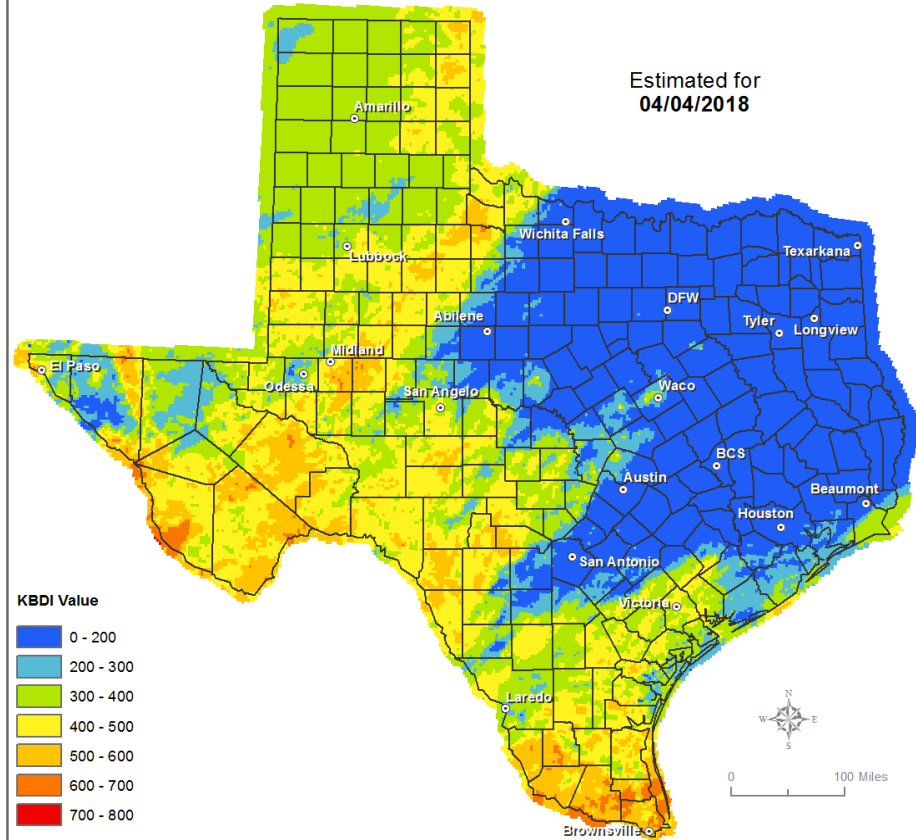 Estimated for
04/04/2018
Amarillo
Wichita Falls
Lubbock
Texarkana
DFW
Abilene
Tyler
Longview
Midland
El Paso
Odessa
San Angelo
Waco
BCS
Austin
Beaumont
Houston
San Antonio
Victoria
KBDI Value
0 - 200
200 - 300
300 - 400
400 - 500
500 - 600
600 - 700
700 - 800
Laredo
N
W E
S
0 100 Miles
Brownsville